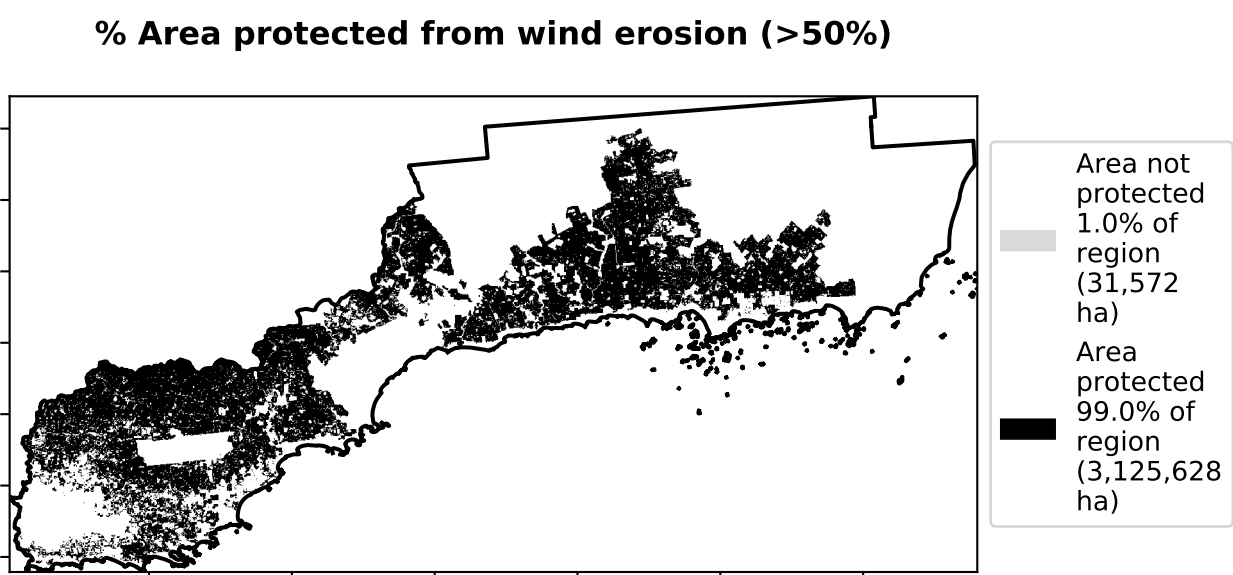 % Area protected from wind erosion (>50%)
Area not
protected
1.0% of
region
(31,572
ha)
Area
protected
99.0% of
region
(3,125,628
ha)